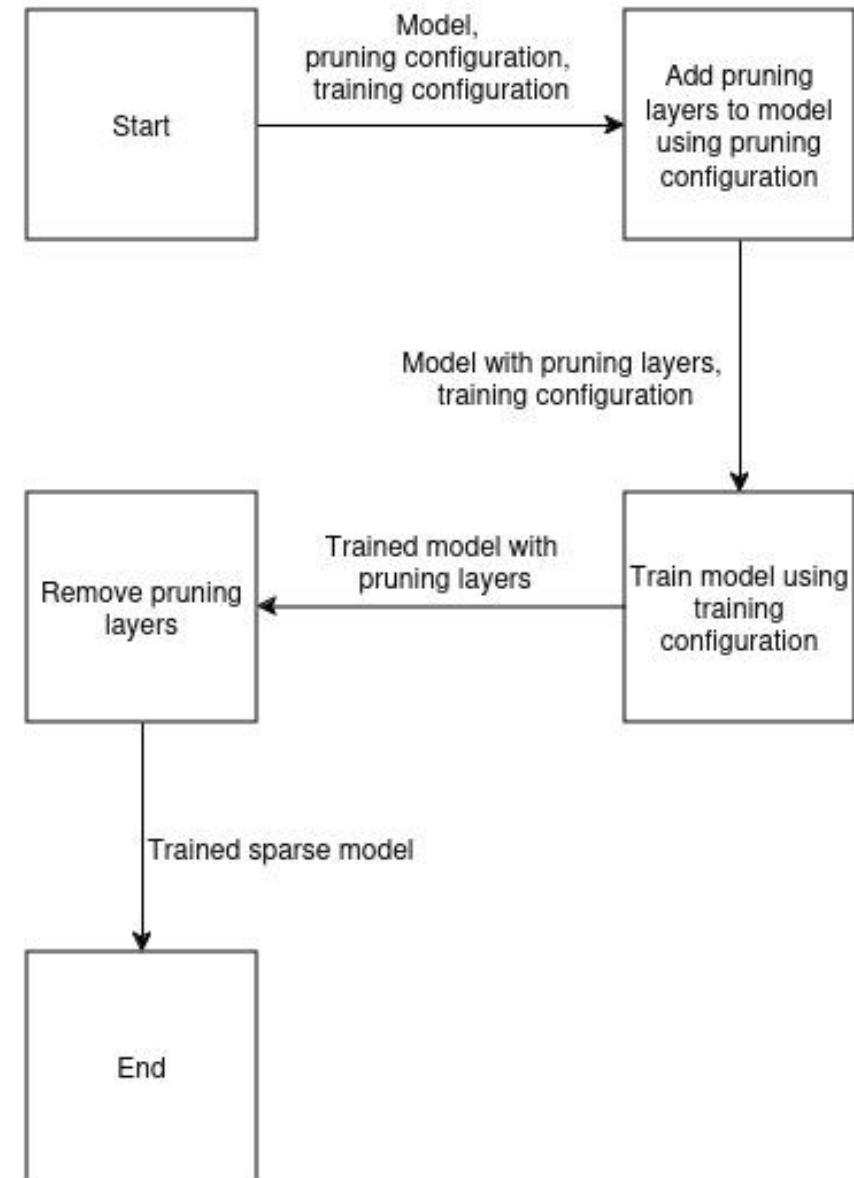 Start
Model,
pruning configuration,
training configuration
Add pruning
layers to model
using pruning
configuration
Model with pruning layers,
training configuration
Train model using
training
configuration
Trained model with
pruning layers
Remove pruning
layers
Trained sparse model
End